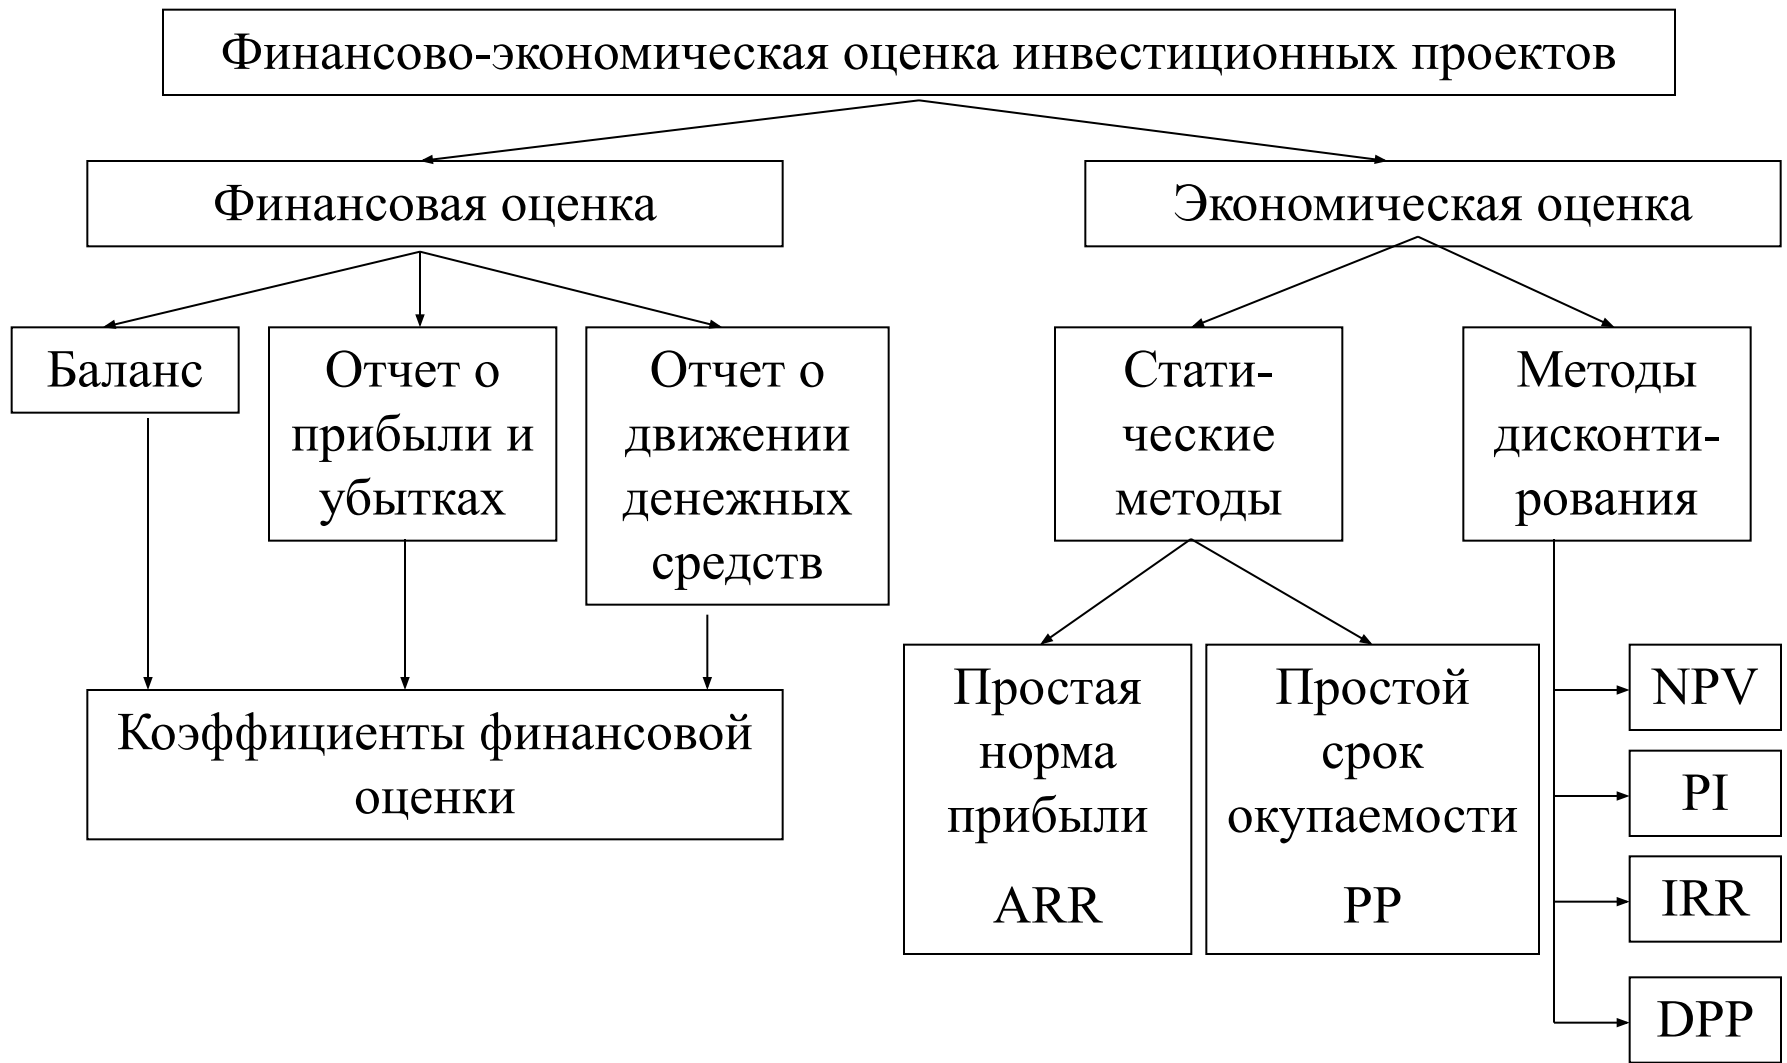 Финансово-экономическая оценка инвестиционных проектов
Финансовая оценка
Экономическая оценка
Баланс
Отчет о
прибыли и
убытках
Отчет о
движении
денежных
средств
Стати-
ческие
методы
Методы
дисконти-
рования
Коэффициенты финансовой
оценки
Простая
норма
прибыли
ARR
Простой
срок
окупаемости
PP
NPV
PI
IRR
DPP